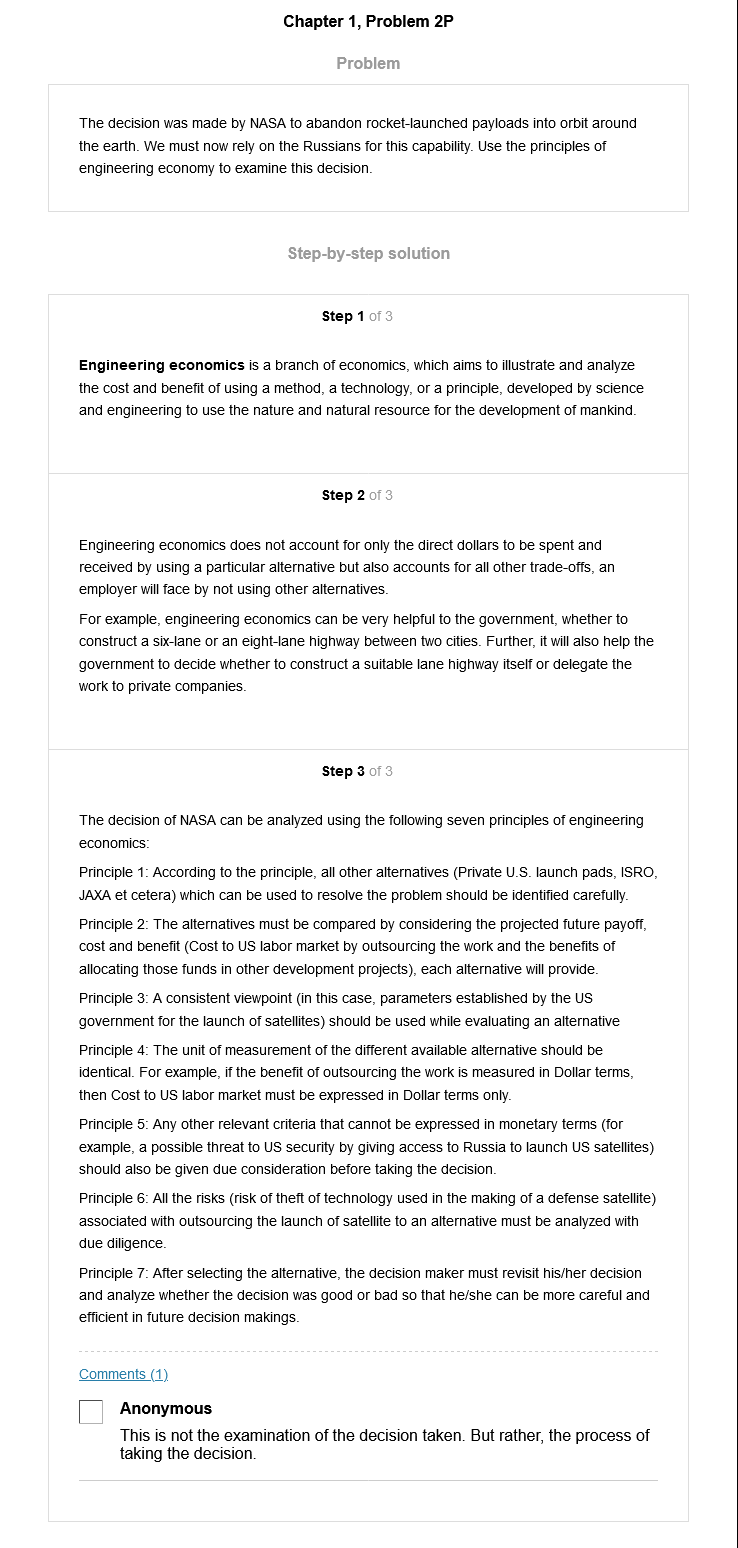 Chapter 1, Problem 2P
Problem
The decision was made by NASA to abandon rocket-launched payloads into orbit around
the earth. We must now rely on the Russians for this capability. Use the principles of
engineering economy to examine this decision.
Step-by-step solution
Step 1 of 3
Engineering economics is a branch of economics, which aims to illustrate and analyze
the cost and benefit of using a method, a technology, or a principle, developed by science
and engineering to use the nature and natural resource for the development of mankind.
Step 2 of 3
Engineering economics does not account for only the direct dollars to be spent and
received by using a particular alternative but also accounts for all other trade-offs, an
employer will face by not using other alternatives.
For example, engineering economics can be very helpful to the government, whether to
construct a six-lane or an eight-lane highway between two cities. Further, it will also help the
government to decide whether to construct a suitable lane highway itself or delegate the
work to private companies.
Step 3 of 3
The decision of NASA can be analyzed using the following seven principles of engineering
economics:
Principle 1: According to the principle, all other alternatives (Private U.S. launch pads, ISRO,
JAXA et cetera) which can be used to resolve the problem should be identified carefully.
Principle 2: The alternatives must be compared by considering the projected future payoff,
cost and benefit (Cost to US labor market by outsourcing the work and the benefits of
allocating those funds in other development projects), each alternative will provide.
Principle 3: A consistent viewpoint (in this case, parameters established by the US
government for the launch of satellites) should be used while evaluating an alternative
Principle 4: The unit of measurement of the different available alternative should be
identical. For example, if the benefit of outsourcing the work is measured in Dollar terms,
then Cost to US labor market must be expressed in Dollar terms only.
Principle 5: Any other relevant criteria that cannot be expressed in monetary terms (for
example, a possible threat to US security by giving access to Russia to launch US satellites)
should also be given due consideration before taking the decision.
Principle 6: All the risks (risk of theft of technology used in the making of a defense satellite)
associated with outsourcing the launch of satellite to an alternative must be analyzed with
due diligence.
Principle 7: After selecting the alternative, the decision maker must revisit his/her decision
and analyze whether the decision was good or bad so that he/she can be more careful and
efficient in future decision makings.
Comments (1)
Anonymous
This is not the examination of the decision taken. But rather, the process of
taking the decision.